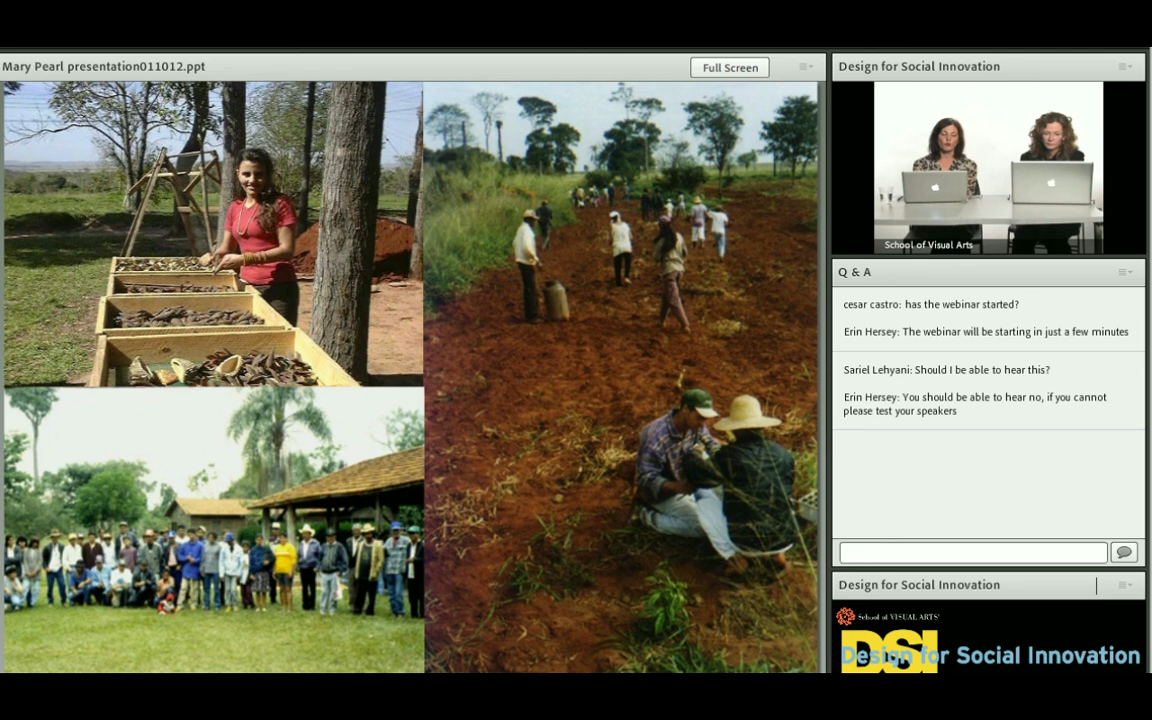 Mary Pearl presentation011012.ppt
Full Screen
Design for Social Innovation
School of Visual Arts
Q & A
cesar castro: has the webinar started?
Erin Hersey: The webinar will be starting in just a few minutes
Sariel Lehyani: Should I be able to hear this?
Erin Hersey: You should be able to hear no, if you cannot
please test your speakers
Design for Social Innovation
School of VISUAL ARTS
DSI
Design for Social Innovation